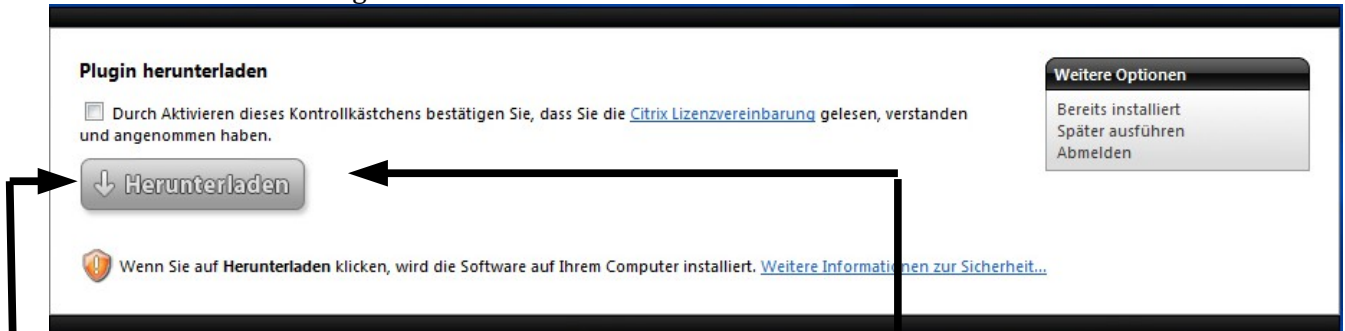 Plugin herunterladen
Durch Aktivieren dieses Kontrollkästchens bestätigen Sie, dass Sie die Citrix Lizenzvereinbarung gelesen, verstanden
und angenommen haben.
Herunterladen
Wenn Sie auf Herunterladen klicken, wird die Software auf Ihrem Computer installiert. Weitere Informationen zur Sicherheit...
Weitere Optionen
Bereits installiert
Später ausführen
Abmelden